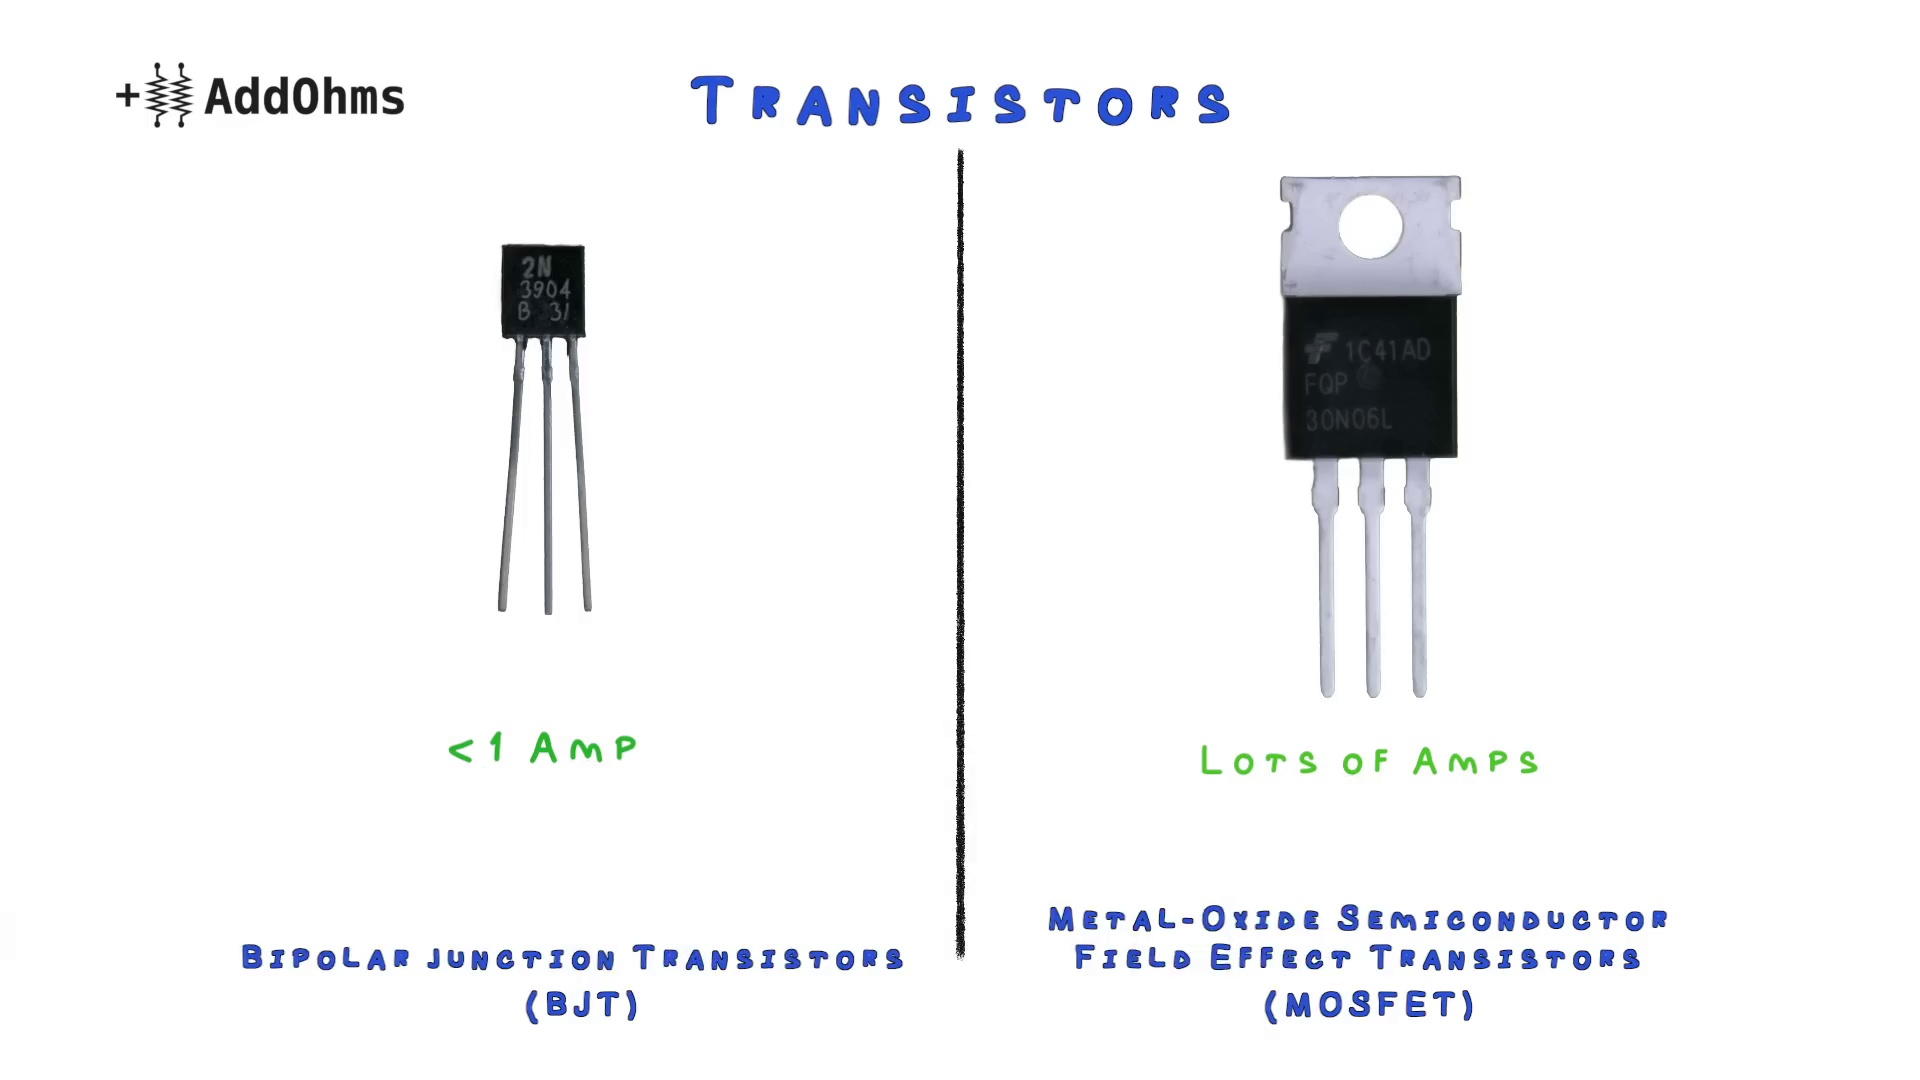 +AddOhms
TRANSISTORS
2N
3904
B 31
<1 AMP
BIPOLAR JUNCTION TRANSISTORS
(BJT)
1C41AD
FQP
30N06L
LOTS OF AMPS
METAL-OXIDE SEMICONDUCTOR
FIELD EFFECT TRANSISTORS
(MOSFET)